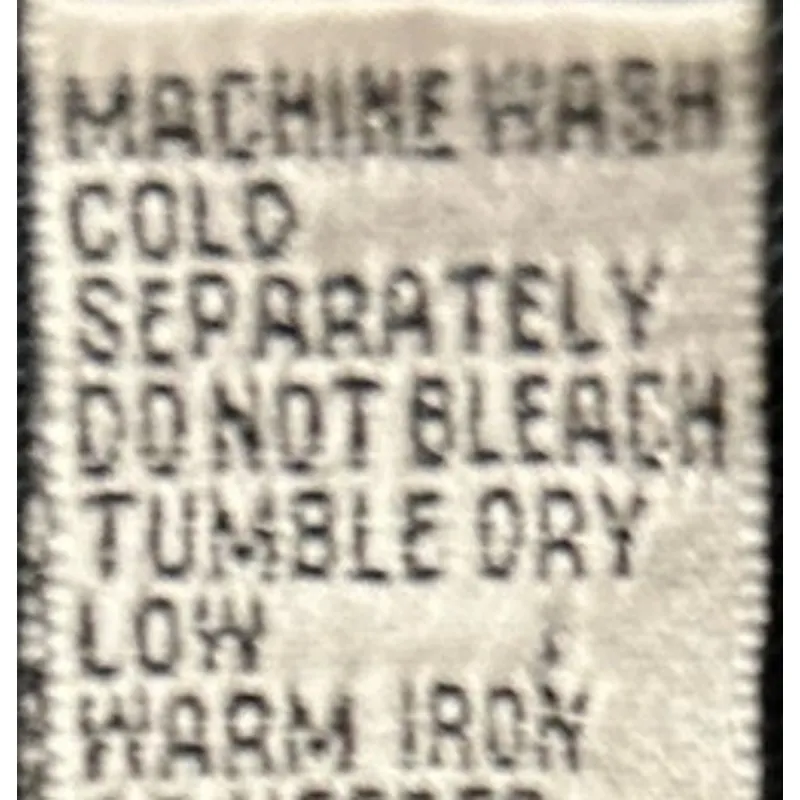 MACHINE WASH
COLD
SEPARATELY
DO NOT BLEACH
TUMBLE DRY
LOW
WARM IRON